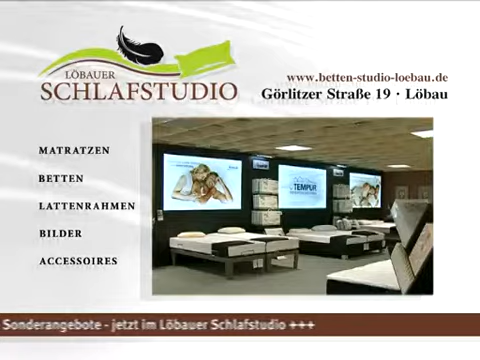 LÖBAUER
SCHLAFSTUDIO
www.betten-studio-loebau.de
Görlitzer Straße 19 · Löbau
MATRATZEN
BETTEN
LATTENRAHMEN
BILDER
ACCESSOIRES
TEMPUR
Sonderangebote - jetzt im Löbauer Schlafstudio +++